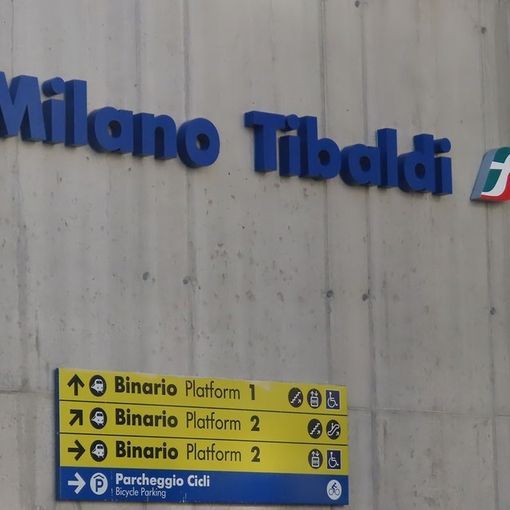 Milano Tibaldi
Binario Platform 1
Binario Platform 2
Binario Platform 2
P Parcheggio Cicli
Bicycle Parking